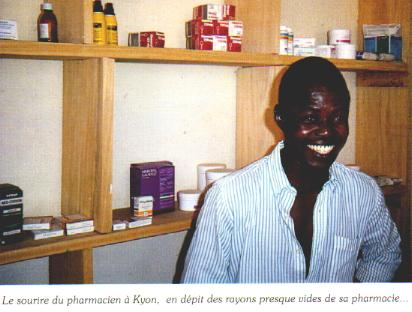 Le sourire du pharmacien à Kyon, en dépit des rayons presque vides de sa pharmacie...